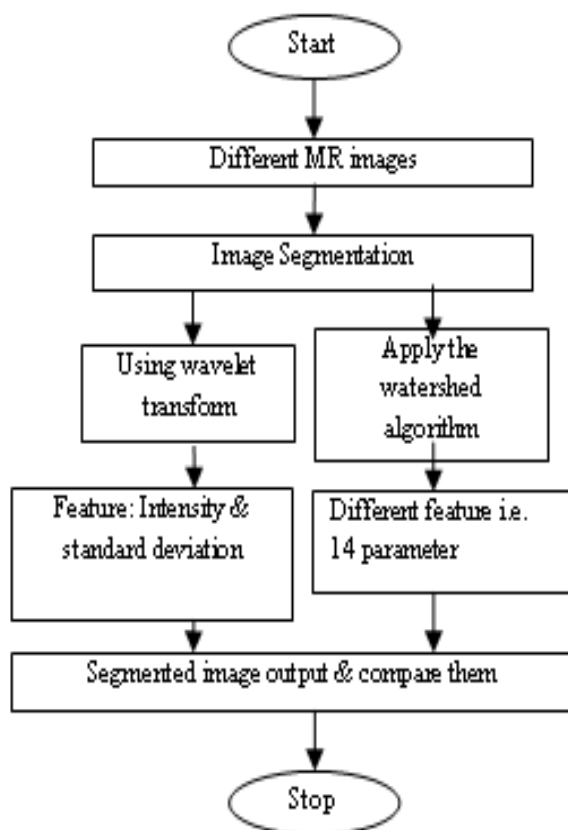 Start
Different MR images
Image Segmentation
Using wavelet
transform
Apply the
watershed
algorithm
Feature: Intensity &
standard deviation
Different feature i.e.
14 parameter
Segmented image output & compare them
Stop